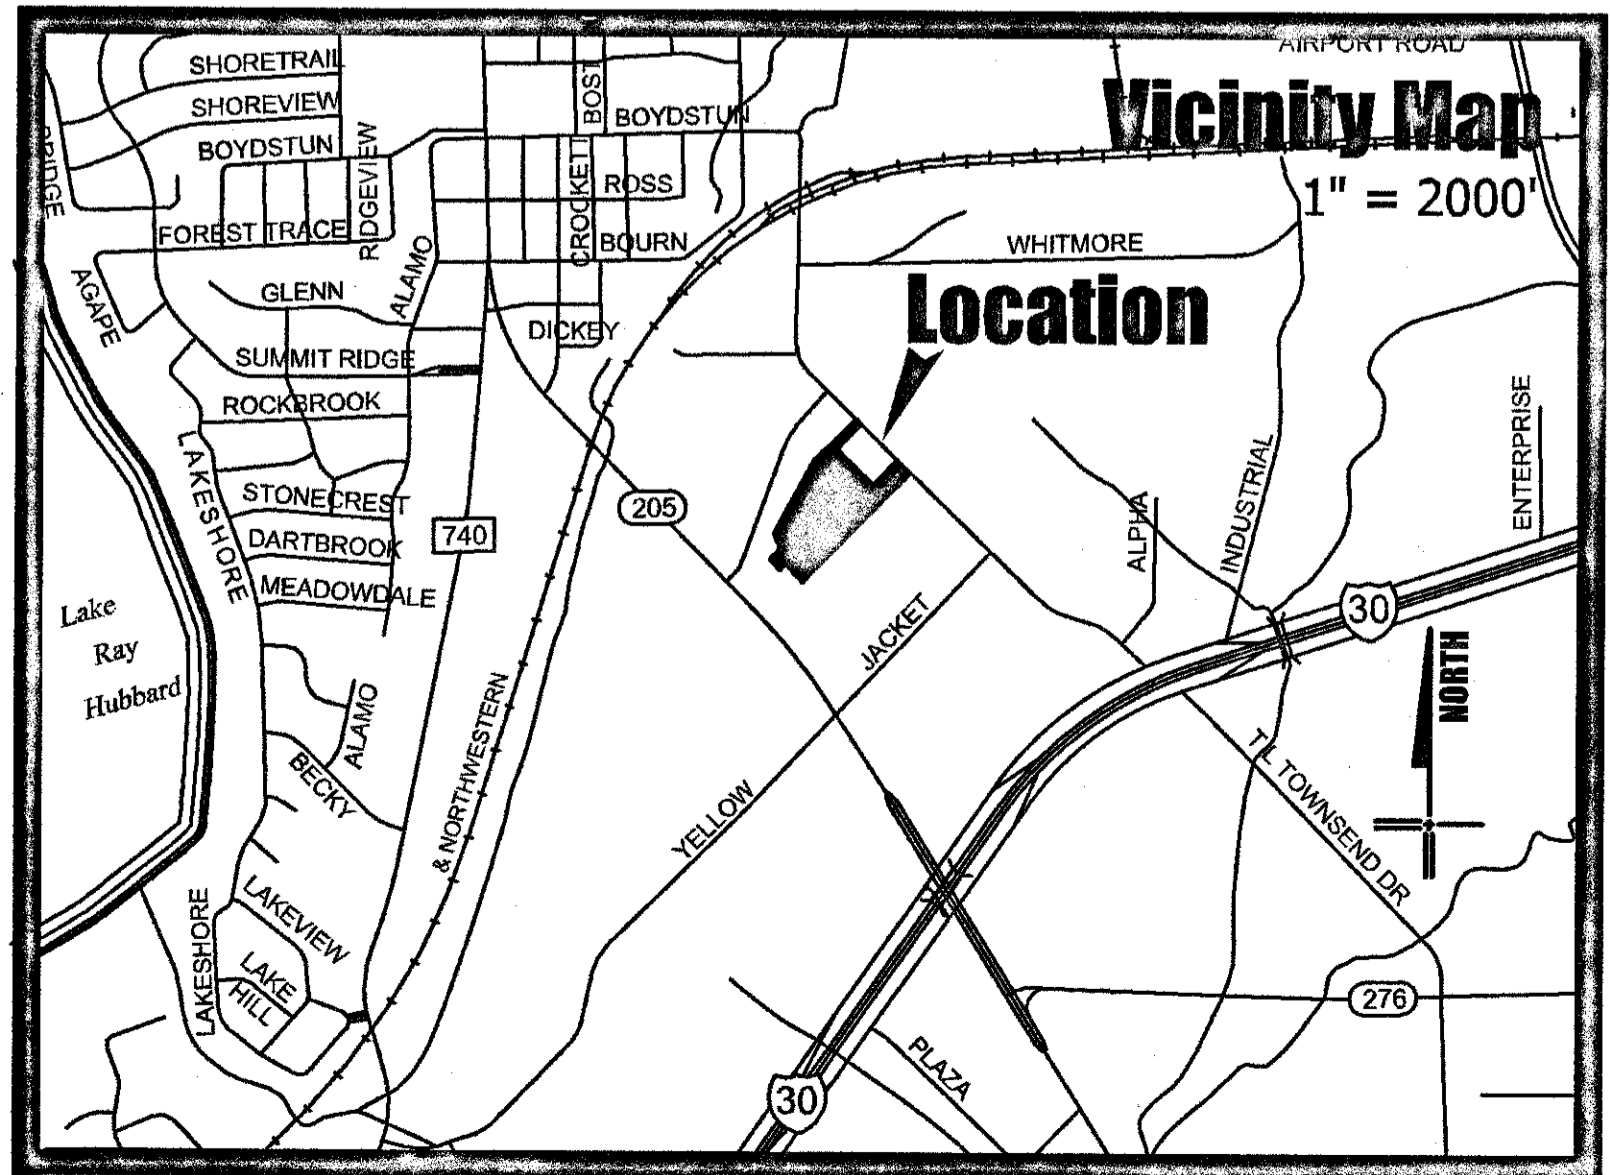 AIRPORT ROAD
Vicinity Map
1" = 2000'
SHORETRAIL
SHOREVIEW
BOYDSTUN
RIDGEVIEW
FOREST TRACE
AGAPE
GLENN
ALAMO
SUMMIT RIDGE
ROCKBROOK
LAKESHORE
STONECREST
DARTBROOK
MEADOWDALE
BOST
BOYDSTUN
CROCKETT
ROSS
BOURN
DICKEY
WHITMORE
Location
205
740
ALPHA
INDUSTRIAL
ENTERPRISE
30
NORTH
Lake
Ray
Hubbard
JACKET
YELLOW
ALAMO
BECKY
& NORTHWESTERN
T L TOWNSEND DR
LAKESHORE
LAKEVIEW
LAKE
HILL
276
PLAZA
30